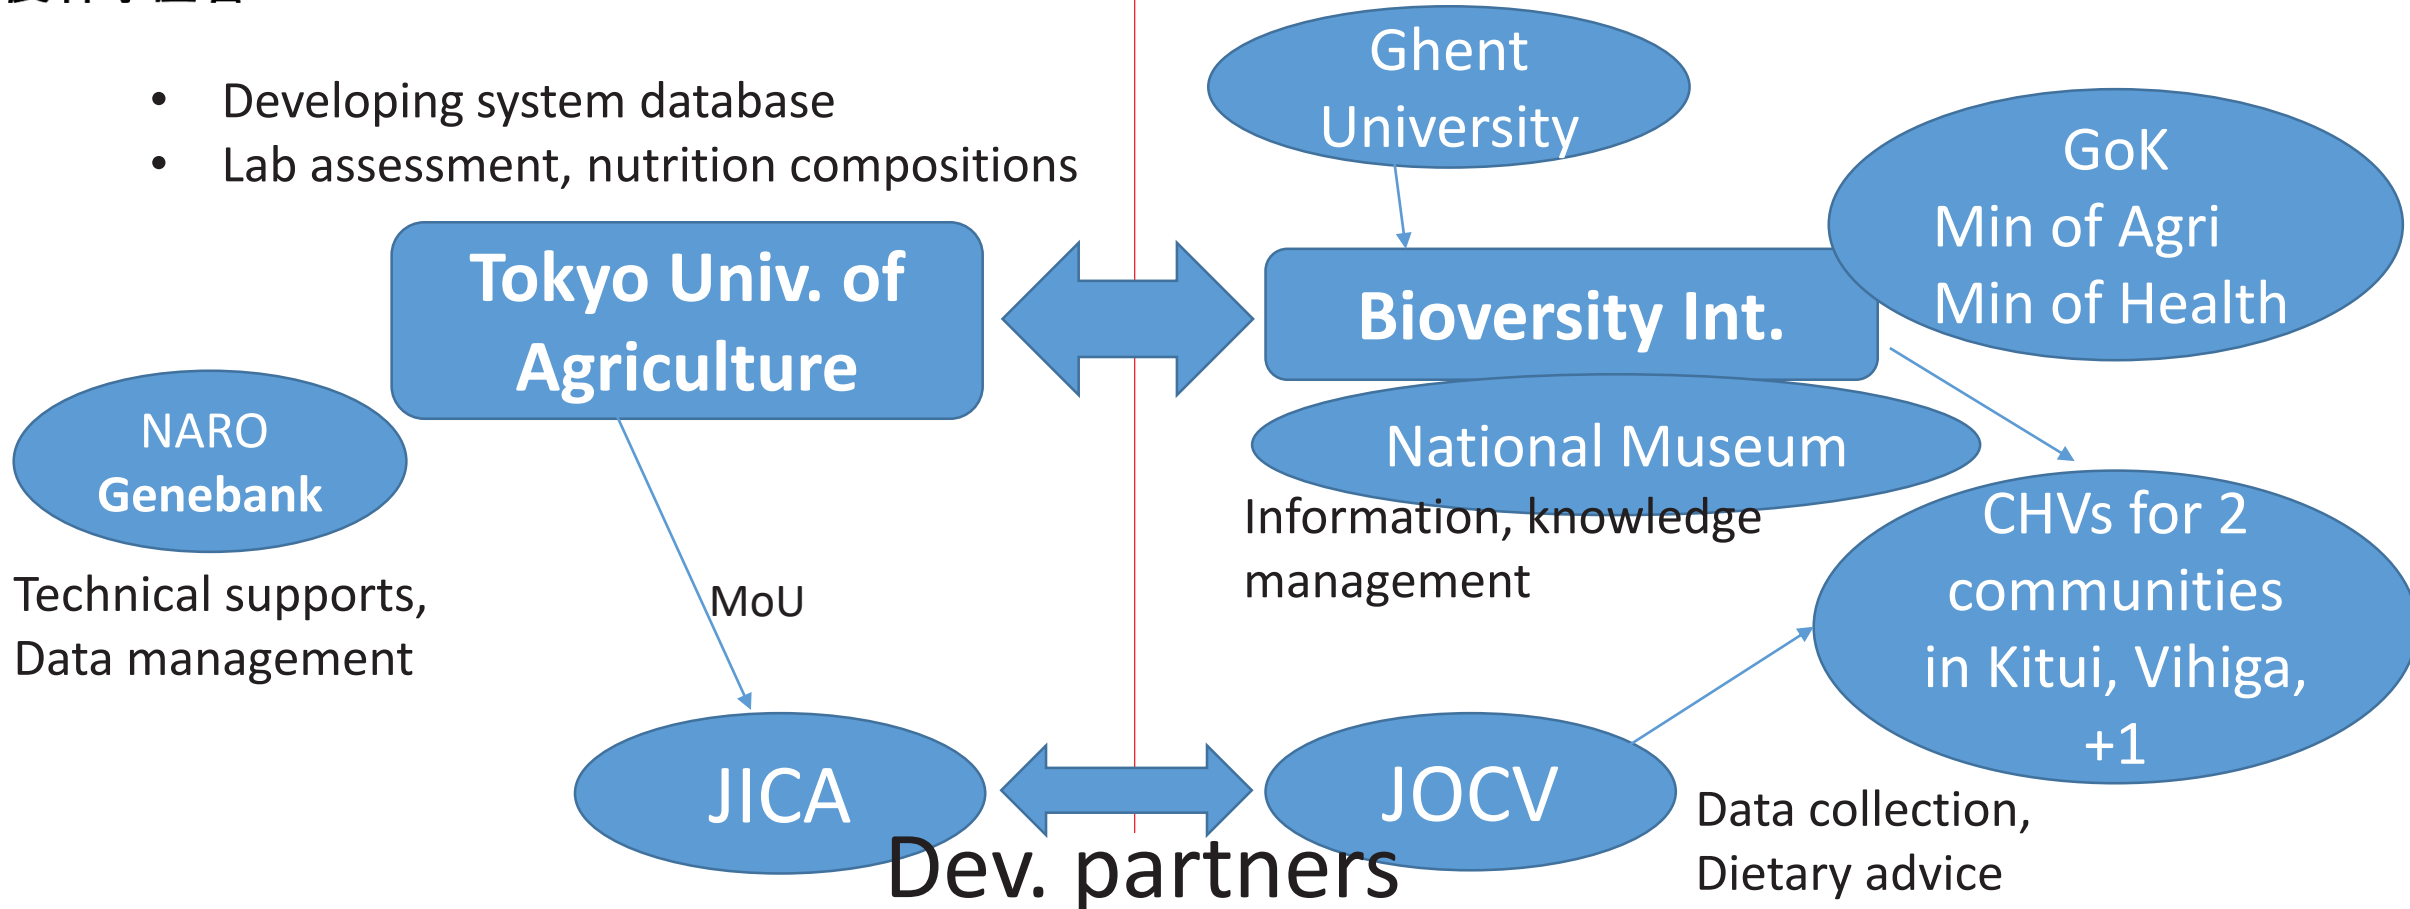 • Developing system database
• Lab assessment, nutrition compositions
Ghent
University
GoK
Min of Agri
Min of Health
Tokyo Univ. of
Agriculture
Bioversity Int.
NARO
Genebank
National Museum
Information, knowledge
management
Technical supports,
Data management
MoU
CHVs for 2
communities
in Kitui, Vihiga,
+1
JICA
JOCV
Dev. partners
Data collection,
Dietary advice